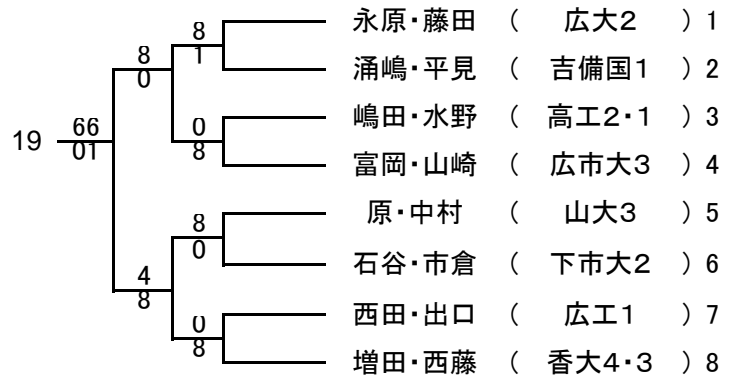 永原・藤田 ( 広大2 ) 1
8
1
涌嶋・平見 ( 吉備国1 ) 2
8
0
嶋田・水野 ( 高工2・1 ) 3
0
8
富岡・山崎 ( 広市大3 ) 4
19
66
01
原・中村 ( 山大3 ) 5
8
0
石谷・市倉 ( 下市大2 ) 6
4
8
西田・出口 ( 広工1 ) 7
0
8
増田・西藤 ( 香大4・3 ) 8